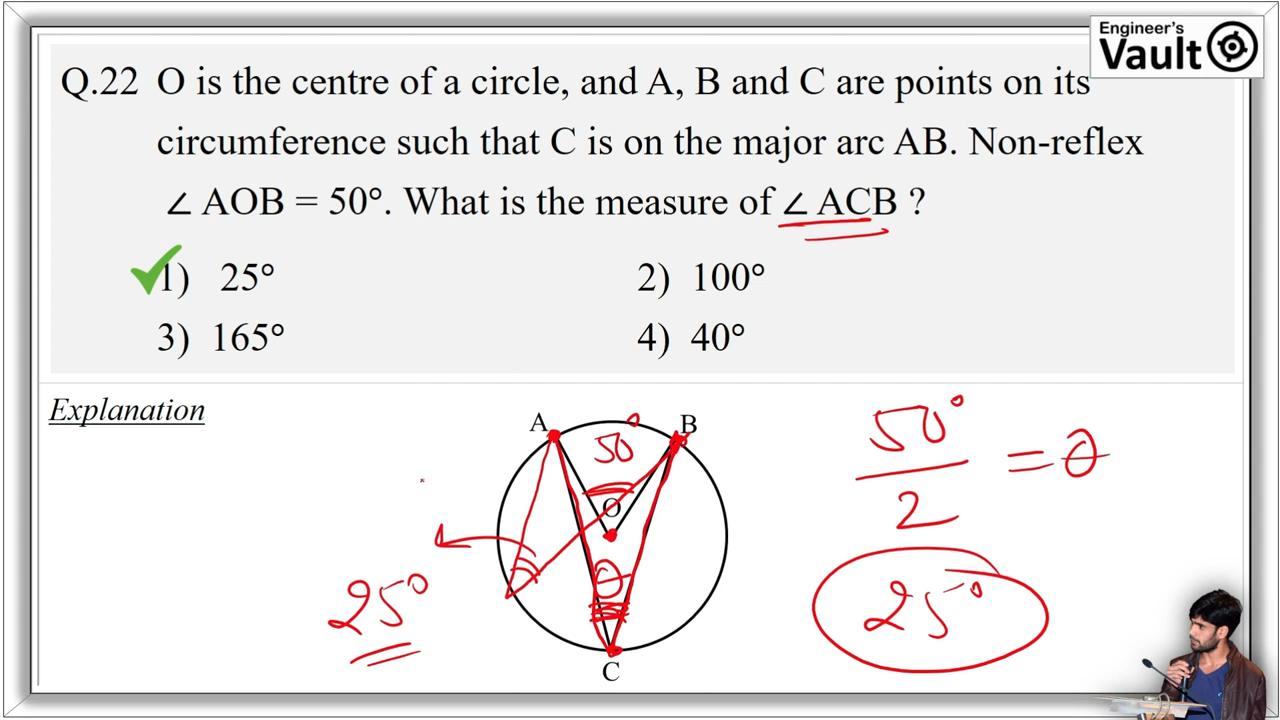 Engineer's
Vault
Q.22 O is the centre of a circle, and A, B and C are points on its
circumference such that C is on the major arc AB. Non-reflex
∠ AOB = 50°. What is the measure of ∠ ACB ?
1) 25° 2) 100°
3) 165° 4) 40°
Explanation
A B
50°
O
θ
C
25°
50°/2 = θ
25°